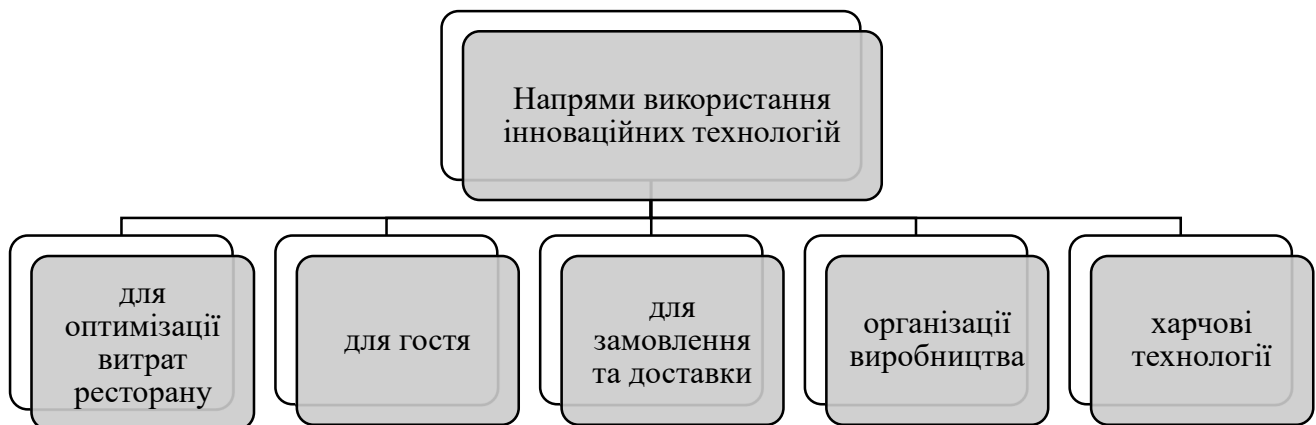 Напрями використання
інноваційних технологій
для
оптимізації
витрат
ресторану
для гостя
для
замовлення
та доставки
організації
виробництва
харчові
технології